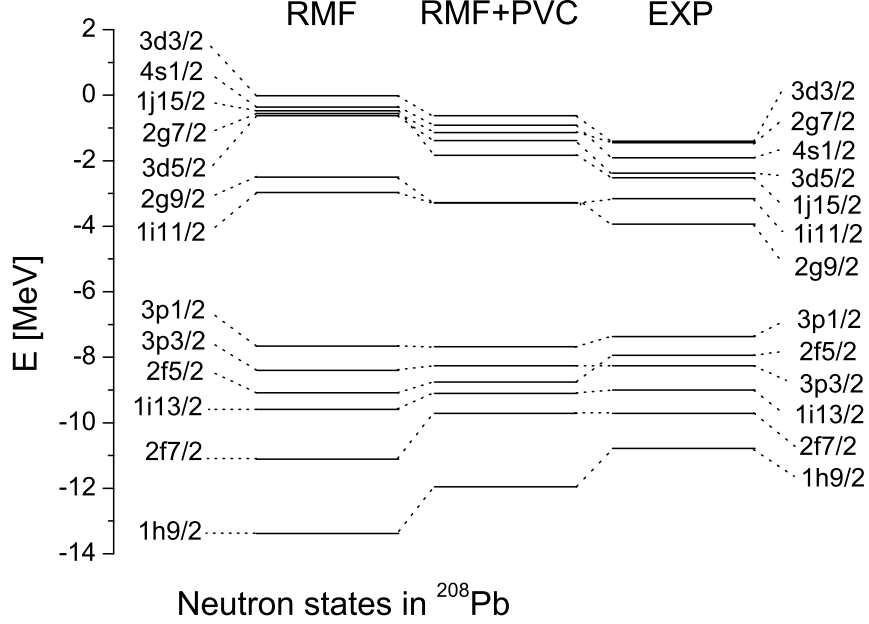 RMF RMF+PVC EXP
2
0
-2
-4
-6
-8
-10
-12
-14
E [MeV]
3d3/2
4s1/2
1j15/2
2g7/2
3d5/2
2g9/2
1i11/2
3p1/2
3p3/2
2f5/2
1i13/2
2f7/2
1h9/2
3d3/2
2g7/2
4s1/2
3d5/2
1j15/2
1i11/2
2g9/2
3p1/2
2f5/2
3p3/2
1i13/2
2f7/2
1h9/2
Neutron states in ²⁰⁸Pb